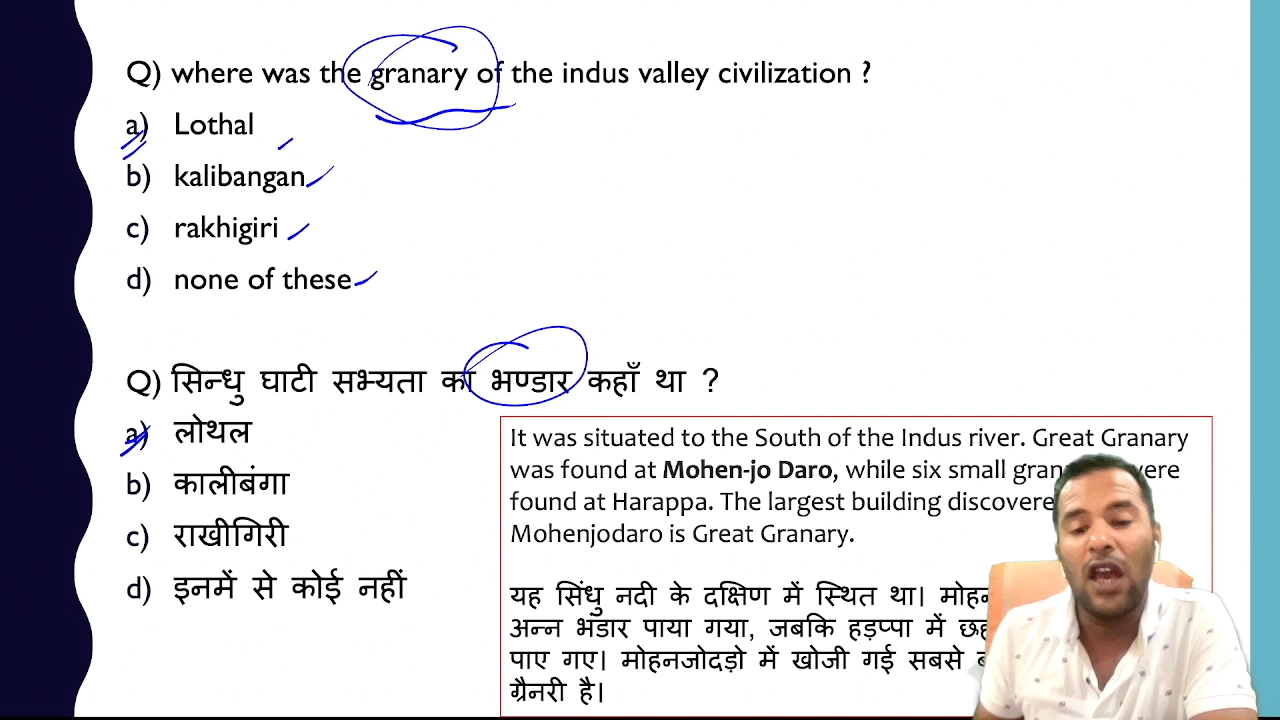 Q) where was the granary of the indus valley civilization ?
a) Lothal
b) kalibangan
c) rakhigiri
d) none of these
Q) सिन्धु घाटी सभ्यता का भण्डार कहाँ था ?
a) लोथल
b) कालीबंगा
c) राखीगिरी
d) इनमें से कोई नहीं
It was situated to the South of the Indus river. Great Granary
was found at Mohen-jo Daro, while six small
found at Harappa. The largest building
Mohenjodaro is Great Granary.
यह सिंधु नदी के दक्षिण में स्थित था।
अन्न भंडार पाया गया, जबकि हड़प्पा में
पाए गए। मोहनजोदड़ो में खोजी गई सबसे
ग्रैनरी है।